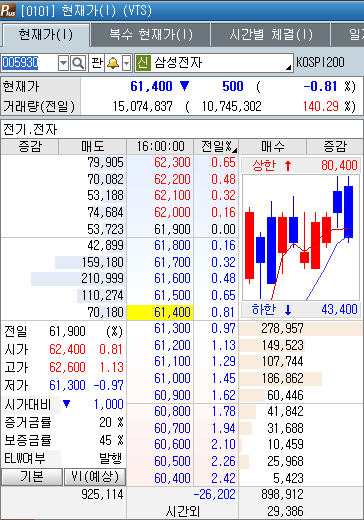 Plus [0101] 현재가(I) (VTS)
현재가(I) 복수 현재가(I) 시간별 체결(I) 일
005930 판 신 삼성전자 KOSPI200
현재가 61,400 ▼ 500 ( -0.81 %)
거래량(전일) 15,074,837 ( 10,745,302 140.29 %)
전기.전자
증감 매도 16:00:00 전일% 매수 증감
79,905 62,300 0.65 상한 ↑ 80,400
70,082 62,200 0.48
53,188 62,100 0.32
74,684 62,000 0.16
53,723 61,900 0.00
42,899 61,800 0.16
159,180 61,700 0.32
210,999 61,600 0.48
110,274 61,500 0.65
70,180 61,400 0.81 하한 ↓ 43,400
전일 61,900 (%) 61,300 0.97 278,957
시가 62,400 0.81 61,200 1.13 149,523
고가 62,600 1.13 61,100 1.29 107,744
저가 61,300 -0.97 61,000 1.45 186,862
60,900 1.62 60,446
시가대비 ▼ 1,000 60,800 1.78 41,842
증거금률 20 % 60,700 1.94 31,688
보증금률 45 % 60,600 2.10 10,459
ELW여부 발행 60,500 2.26 25,968
기본 VI(예상) 60,400 2.42 5,423
925,114 -26,202 898,912
시간외 29,386